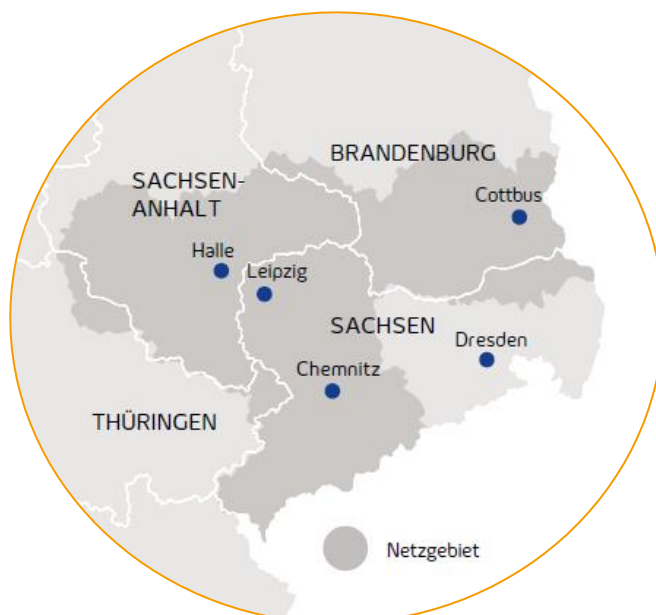 BRANDENBURG
SACHSEN-
ANHALT
Cottbus
Halle
Leipzig
SACHSEN
Dresden
Chemnitz
THÜRINGEN
Netzgebiet